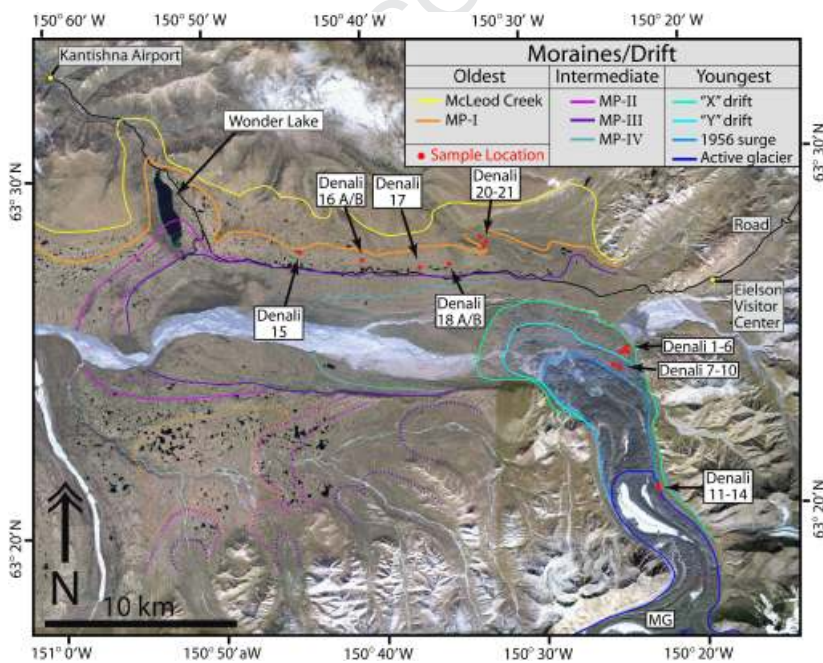 150° 60' W
150° 50'
150° 40'
150° 30'
150° 20'
Kantishna Airport
Wonder Lake
Moraines/Drift
Oldest
Intermediate
Youngest
McLeod Creek
MP-I
Sample Location
MP-II
MP-III
MP-IV
"X" drift
"Y" drift
1956 surge
Active glacier
63° 30'N
63° 30'N
Denali
16 A/B
Denali
17
Denali
20-21
Road
Denali
15
Denali
18 A/B
Eielson
Visitor
Center
Denali 1-6
Denali 7-10
Denali
11-14
63° 20'N
63° 20'N
N
10 km
MG
151° 0'W
150° 50'a
150° 40'
150° 30'
150° 20'